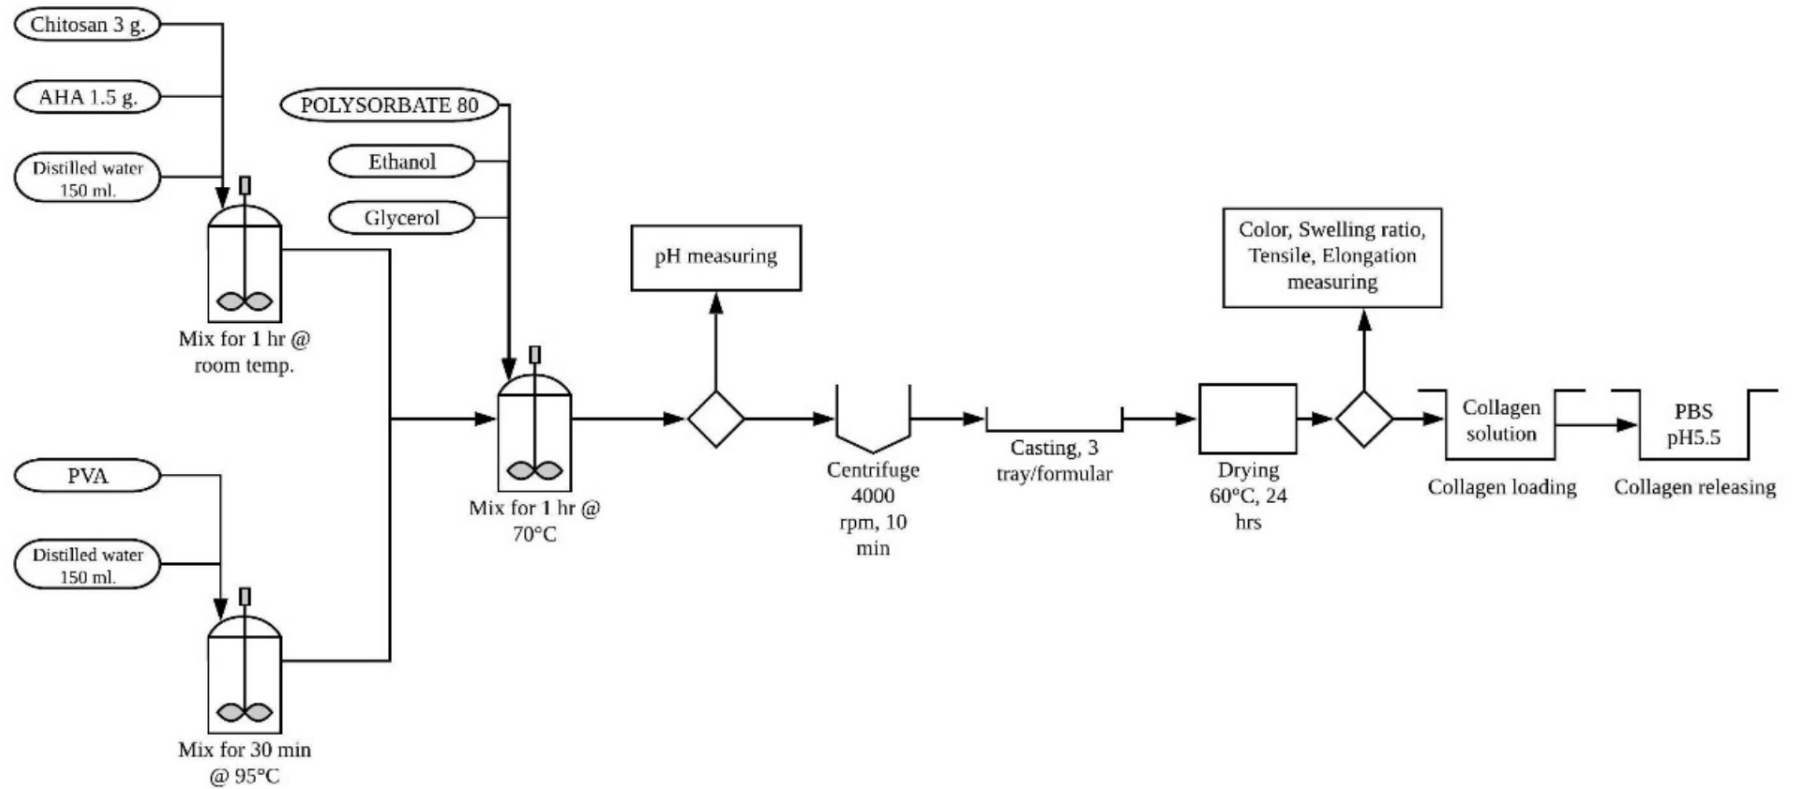 Chitosan 3 g.
AHA 1.5 g.
Distilled water
150 ml.
Mix for 1 hr @
room temp.
PVA
Distilled water
150 ml.
Mix for 30 min
@ 95°C
POLYSORBATE 80
Ethanol
Glycerol
Mix for 1 hr @
70°C
pH measuring
Centrifuge
4000
rpm, 10
min
Casting, 3
tray/formular
Drying
60°C, 24
hrs
Color, Swelling ratio,
Tensile, Elongation
measuring
Collagen
solution
Collagen loading
PBS
pH5.5
Collagen releasing